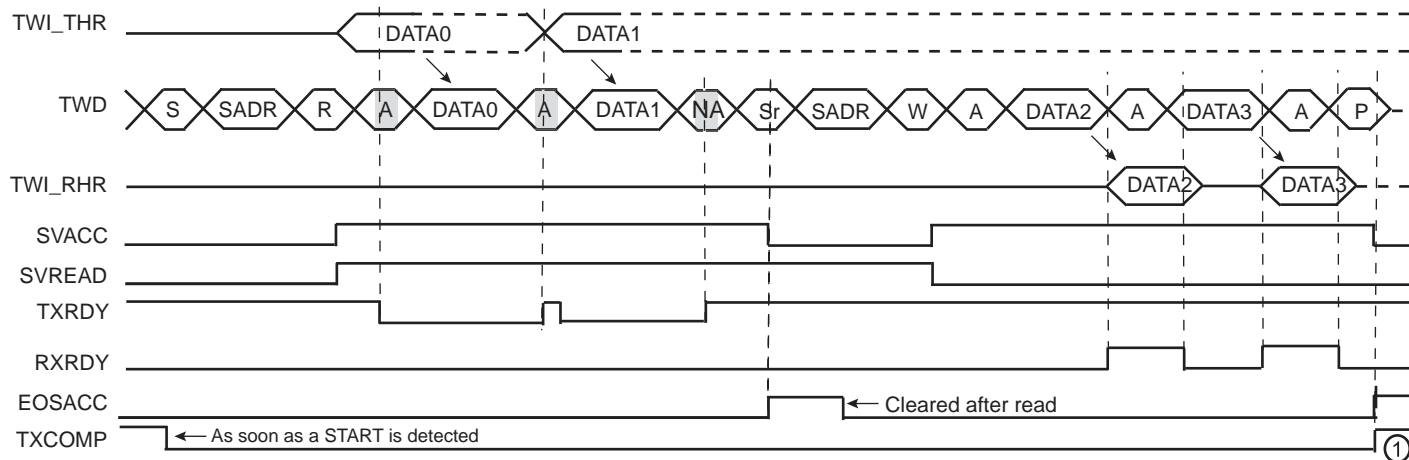 TWI_THR DATA0 DATA1
TWD S SADR R A DATA0 A DATA1 NA Sr SADR W A DATA2 A DATA3 A P
TWI_RHR DATA2 DATA3
SVACC
SVREAD
TXRDY
RXRDY
EOSACC Cleared after read
TXCOMP As soon as a START is detected 1